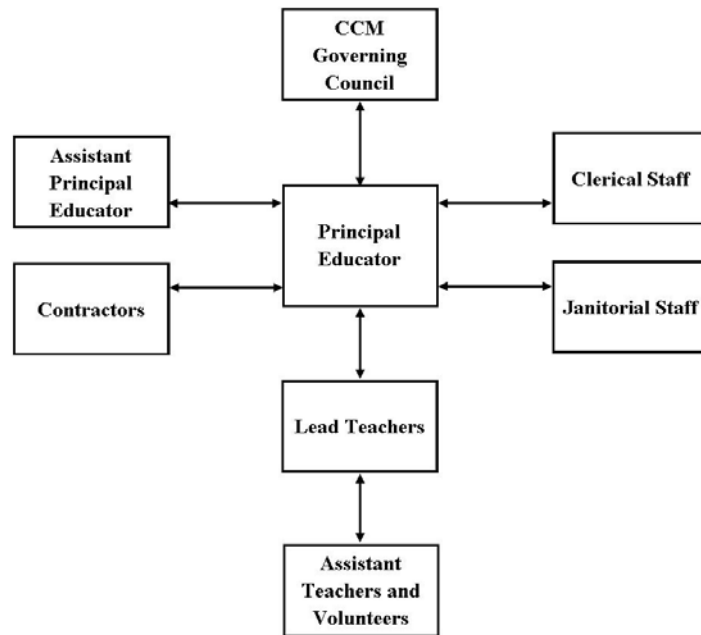 CCM
Governing
Council
Assistant
Principal
Educator
Clerical Staff
Principal
Educator
Contractors
Janitorial Staff
Lead Teachers
Assistant
Teachers and
Volunteers